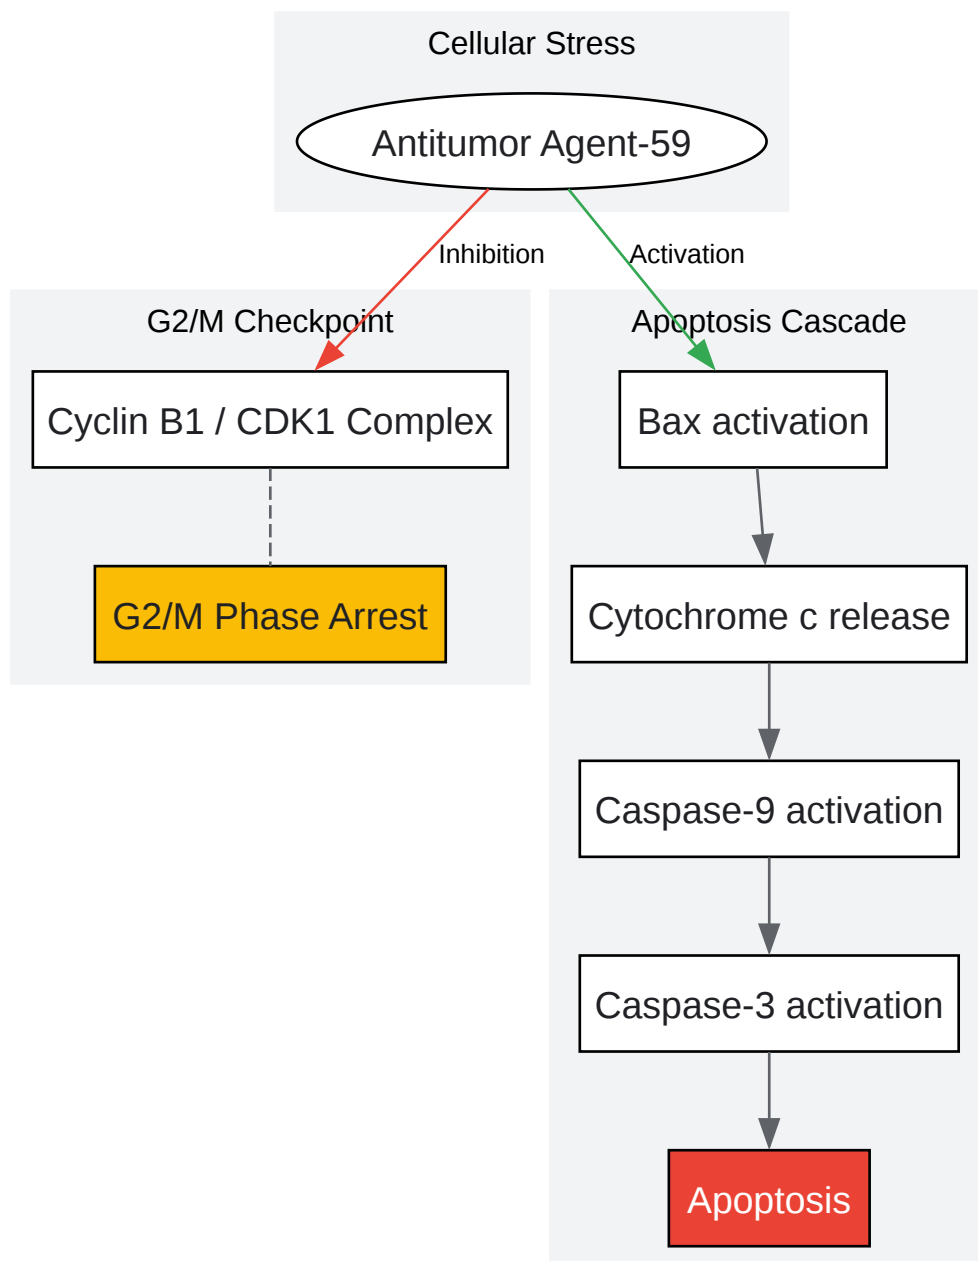 Cellular Stress
Antitumor Agent-59
Inhibition
Activation
G2/M Checkpoint
Cyclin B1 / CDK1 Complex
G2/M Phase Arrest
Apoptosis Cascade
Bax activation
Cytochrome c release
Caspase-9 activation
Caspase-3 activation
Apoptosis